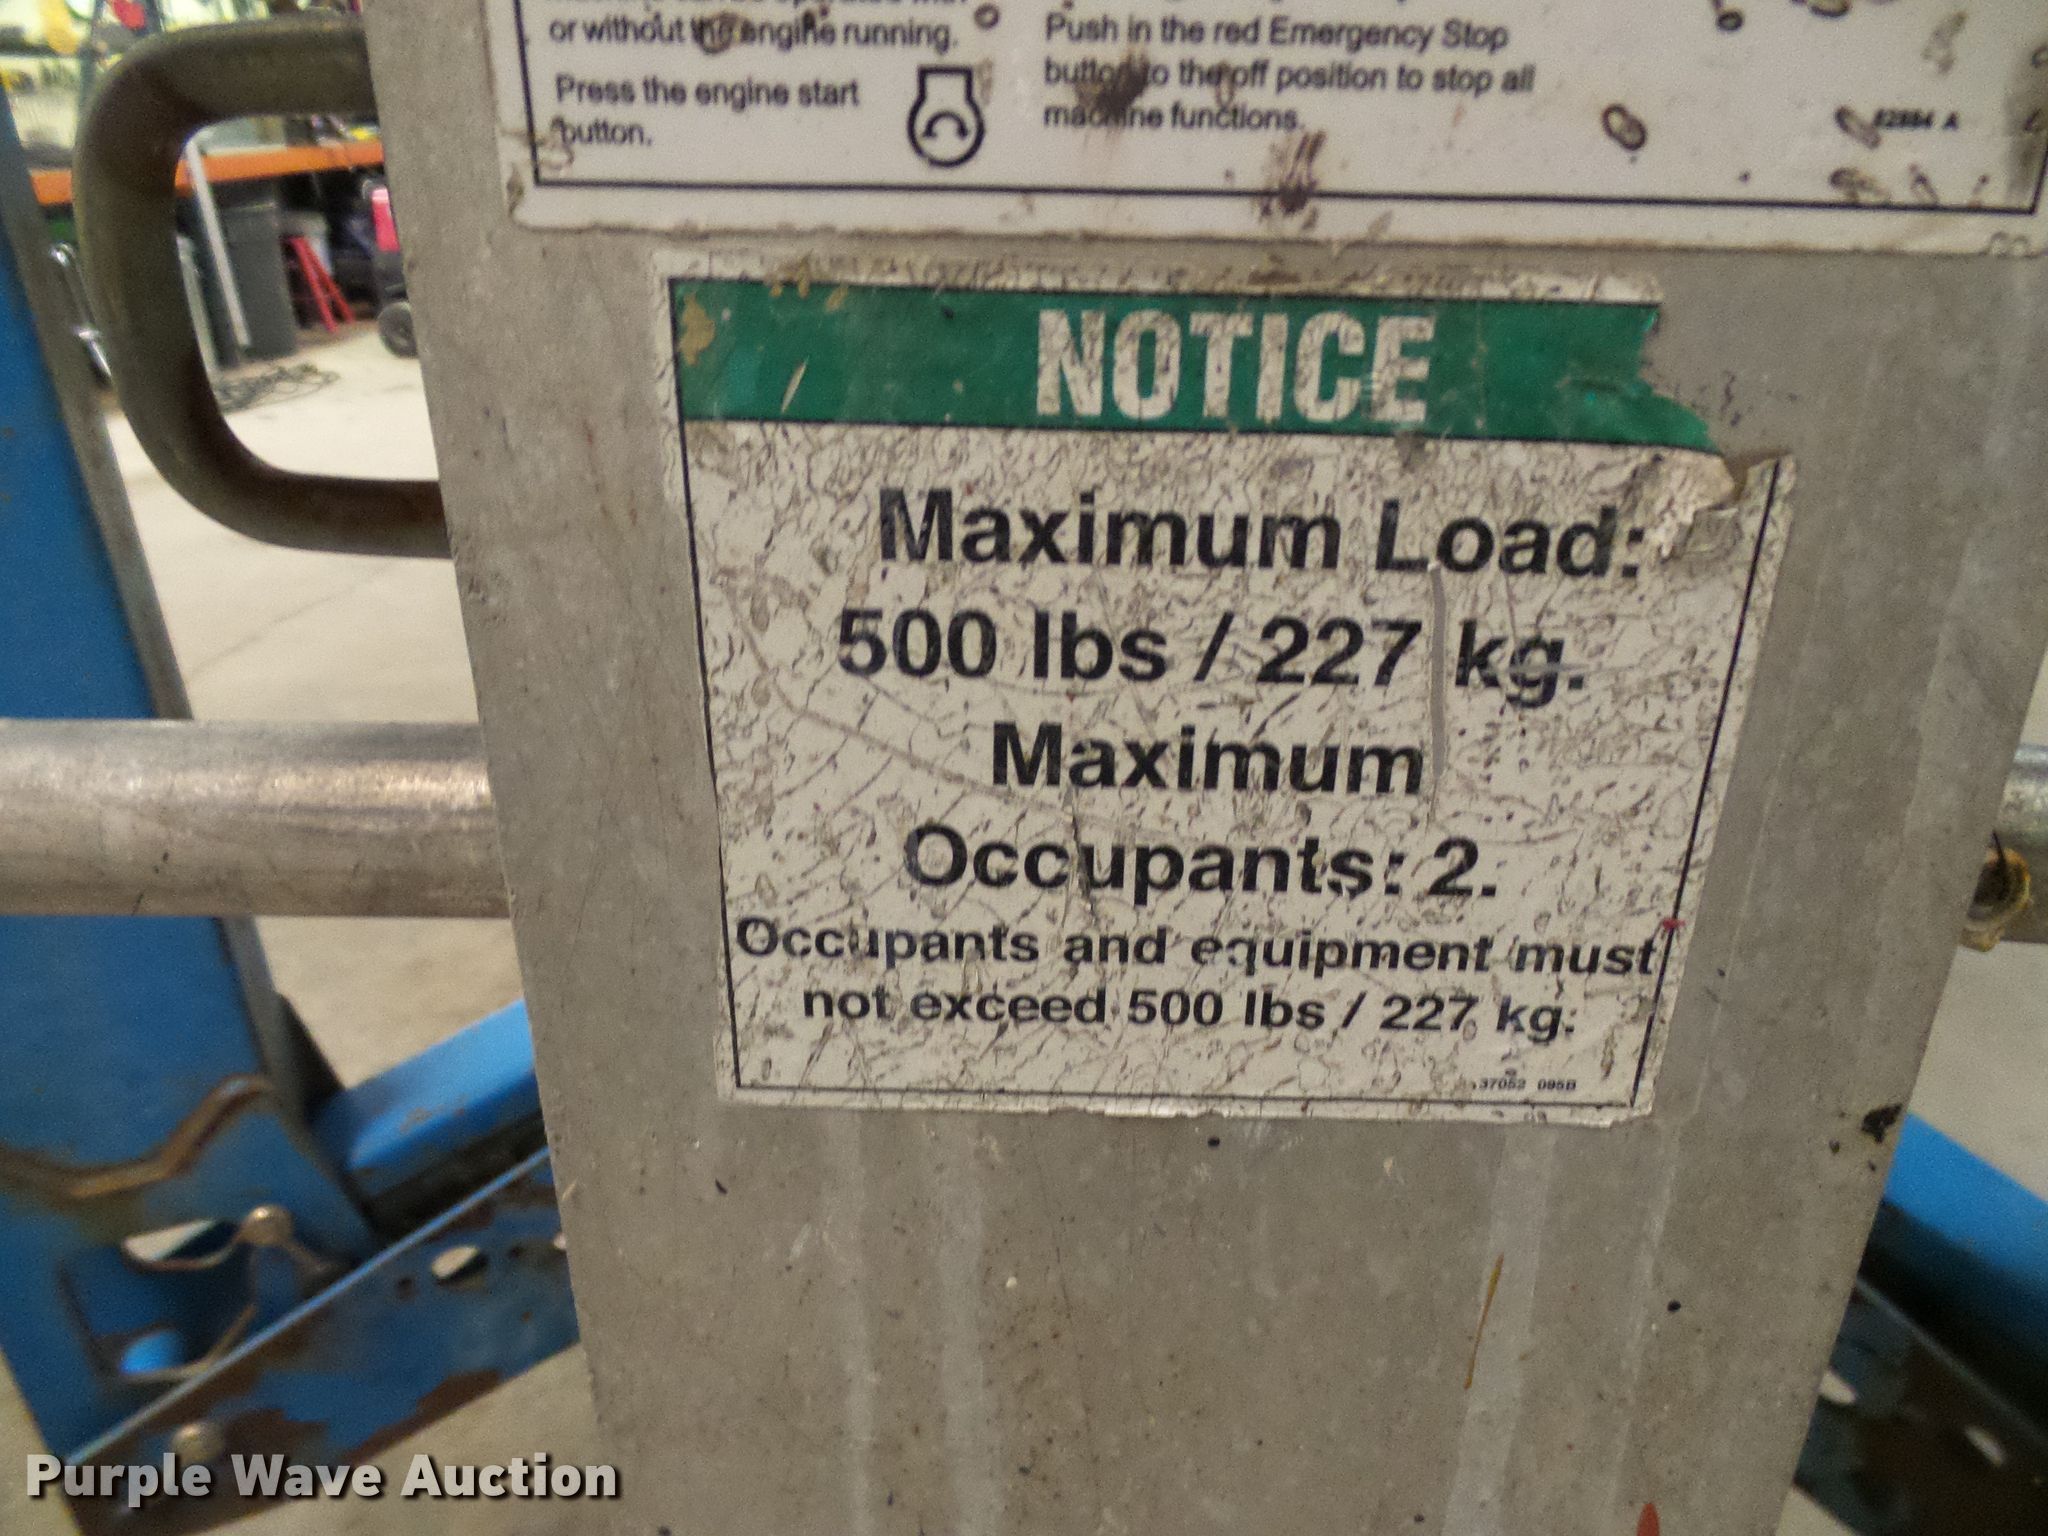 or without the engine running.
Press the engine start
button.
Push in the red Emergency Stop
button to the off position to stop all
machine functions.
NOTICE
Maximum Load:
500 lbs / 227 kg.
Maximum
Occupants: 2.
Occupants and equipment must
not exceed 500 lbs / 227 kg.
37052 095B
Purple Wave Auction